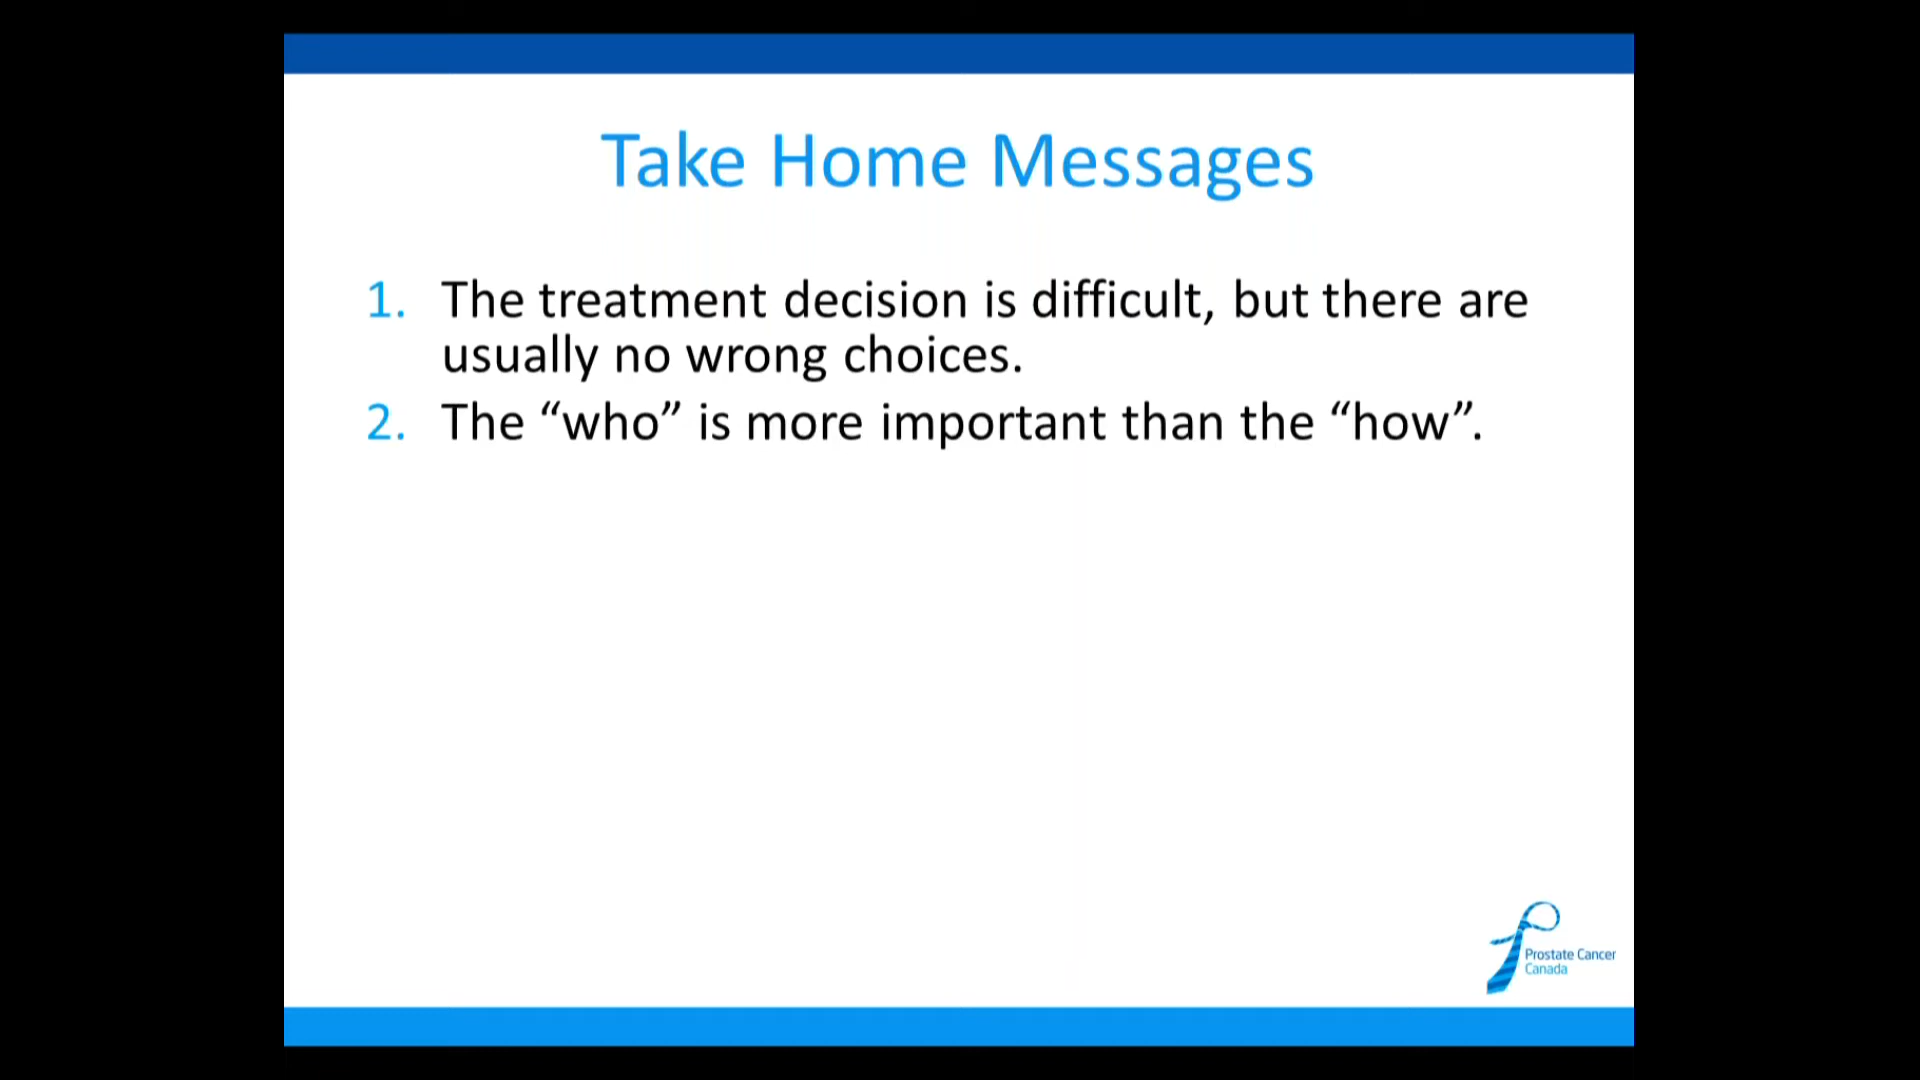 Take Home Messages
1. The treatment decision is difficult, but there are
usually no wrong choices.
2. The “who” is more important than the “how”.
Prostate Cancer
Canada